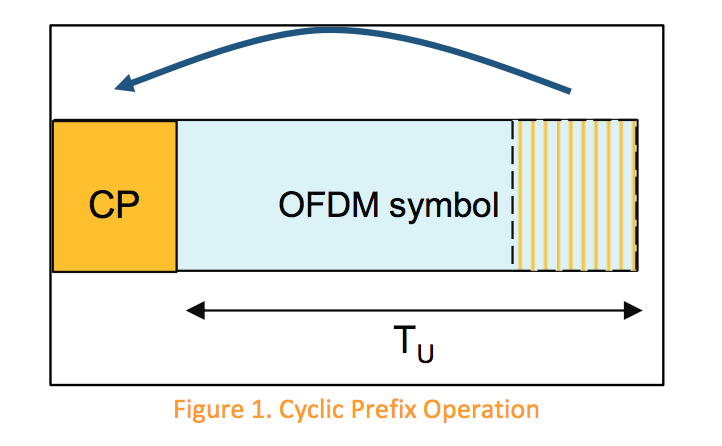 CP
OFDM symbol
TU
Figure 1. Cyclic Prefix Operation